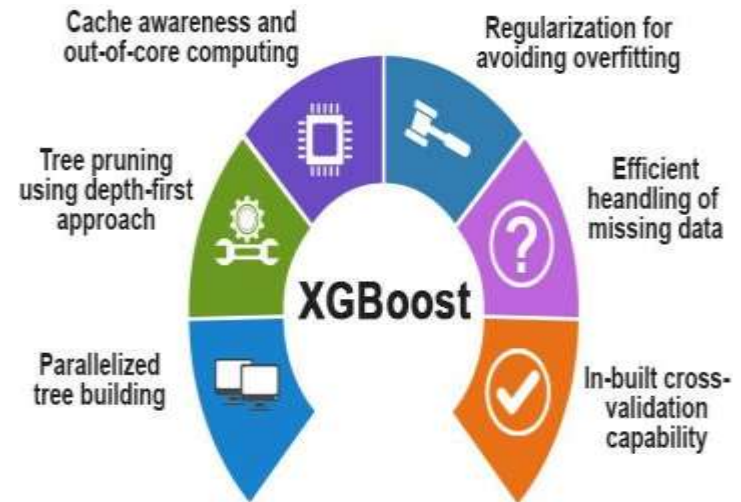 Cache awareness and
out-of-core computing
Regularization for
avoiding overfitting
Tree pruning
using depth-first
approach
Efficient
heandling of
missing data
XGBoost
Parallelized
tree building
In-built cross-
validation
capability
?